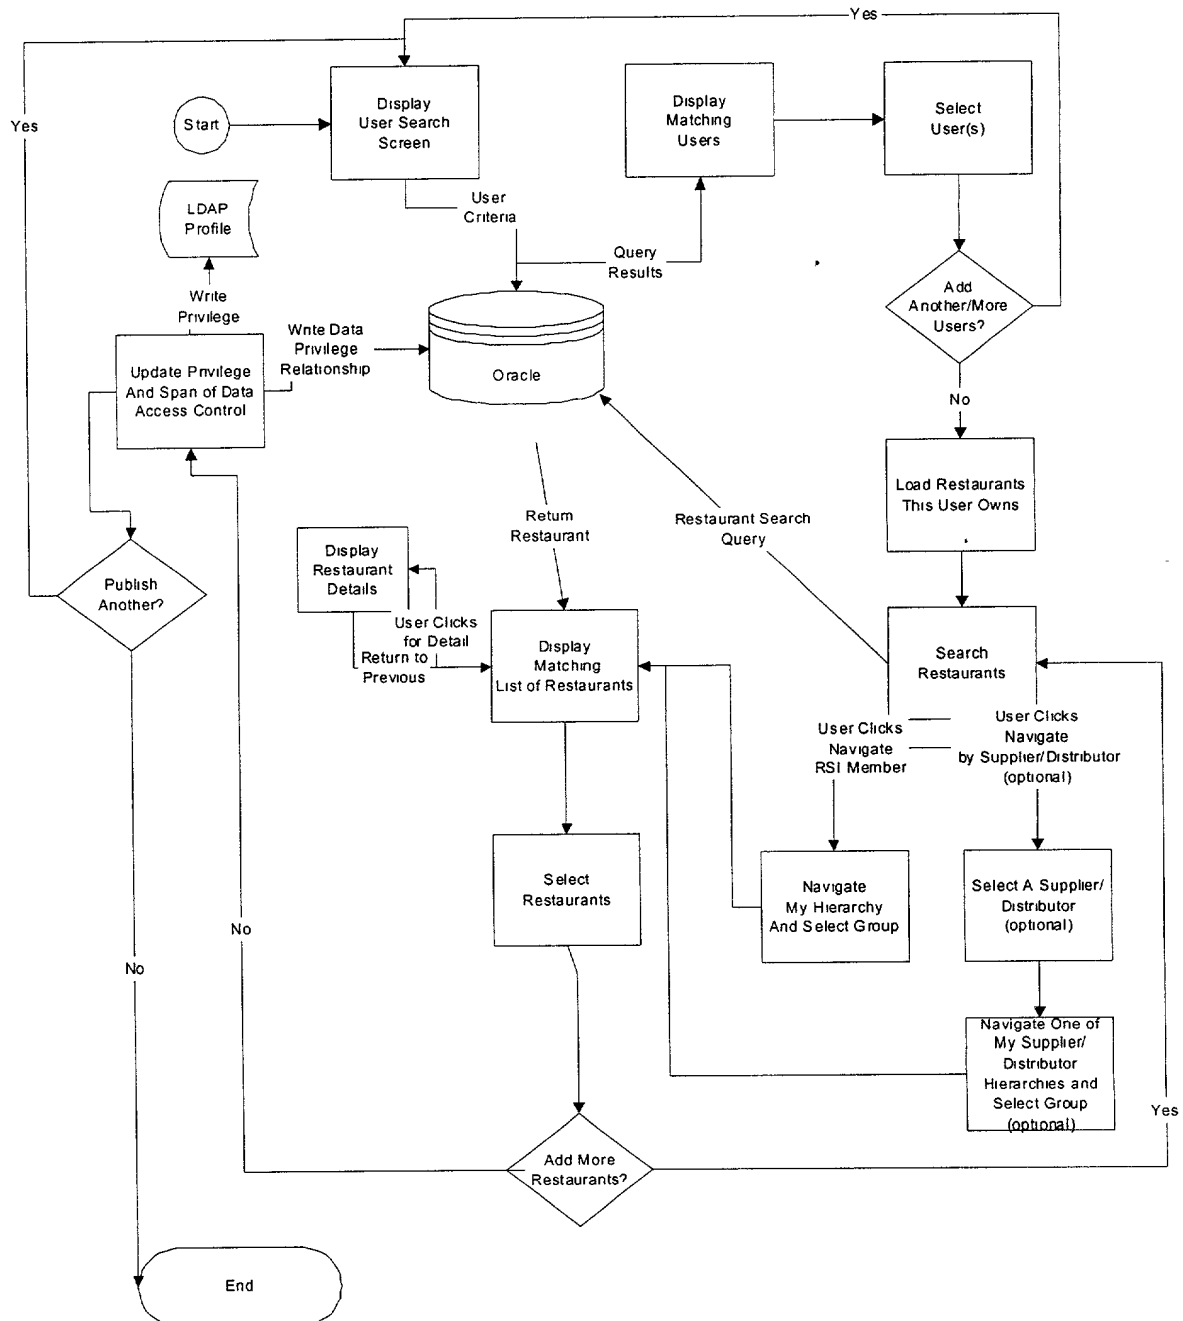 Yes
Yes
Start
Display
User Search
Screen
Display
Matching
Users
Select
User(s)
LDAP
Profile
User
Criteria
Query
Results
Add
Another/More
Users?
Write
Privilege
Write Data
Privilege
Relationship
Oracle
Update Privilege
And Span of Data
Access Control
No
Load Restaurants
This User Owns
Return
Restaurant
Restaurant Search
Query
Display
Restaurant
Details
Publish
Another?
User Clicks
for Detail
Return to
Previous
Display
Matching
List of Restaurants
Search
Restaurants
User Clicks
Navigate
RSI Member
User Clicks
Navigate
by Supplier/Distributor
(optional)
Select
Restaurants
Navigate
My Hierarchy
And Select Group
Select A Supplier/
Distributor
(optional)
No
No
Navigate One of
My Supplier/
Distributor
Hierarchies and
Select Group
(optional)
Yes
Add More
Restaurants?
End